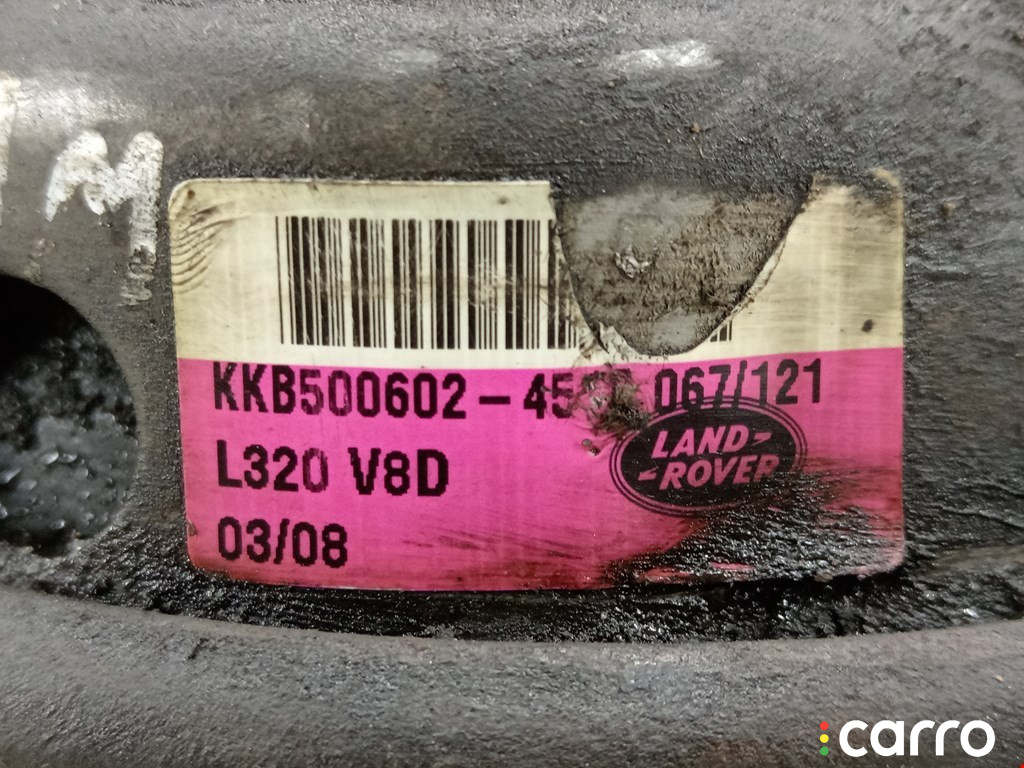 M
KKB500602-45 067/121
L320 V8D
LAND-
-ROVER
03/08
carro